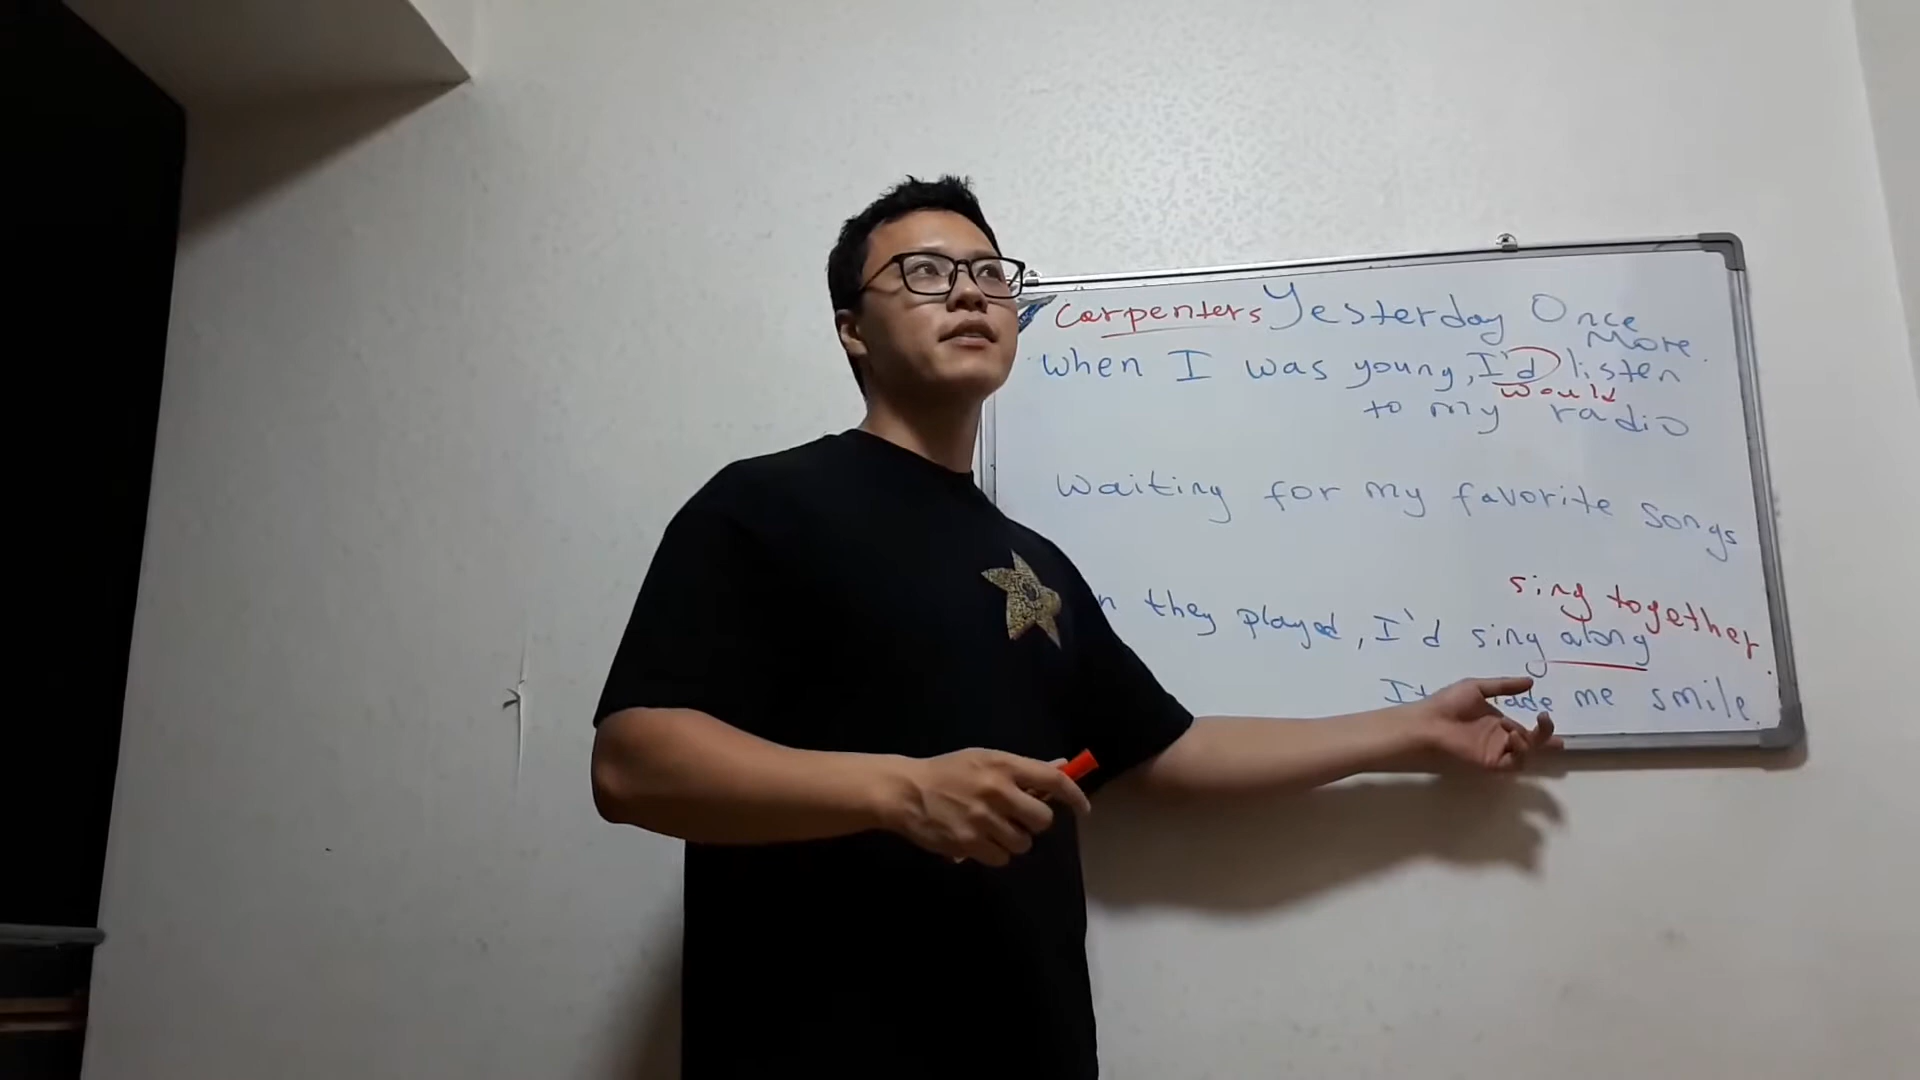 Carpenters Yesterday Once
More
when I was young, I'd listen
would
to my radio
waiting for my favorite songs
sing together
they played, I'd sing along
me smile.